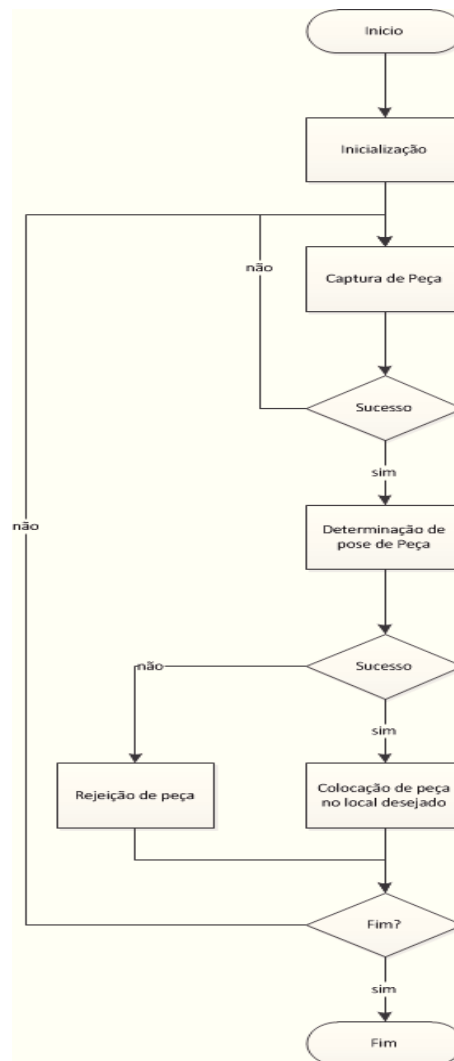 Inicio
Inicialização
não
Captura de Peça
Sucesso
sim
não
Determinação de
pose de Peça
não
Sucesso
sim
Rejeição de peça
Colocação de peça
no local desejado
Fim?
sim
Fim